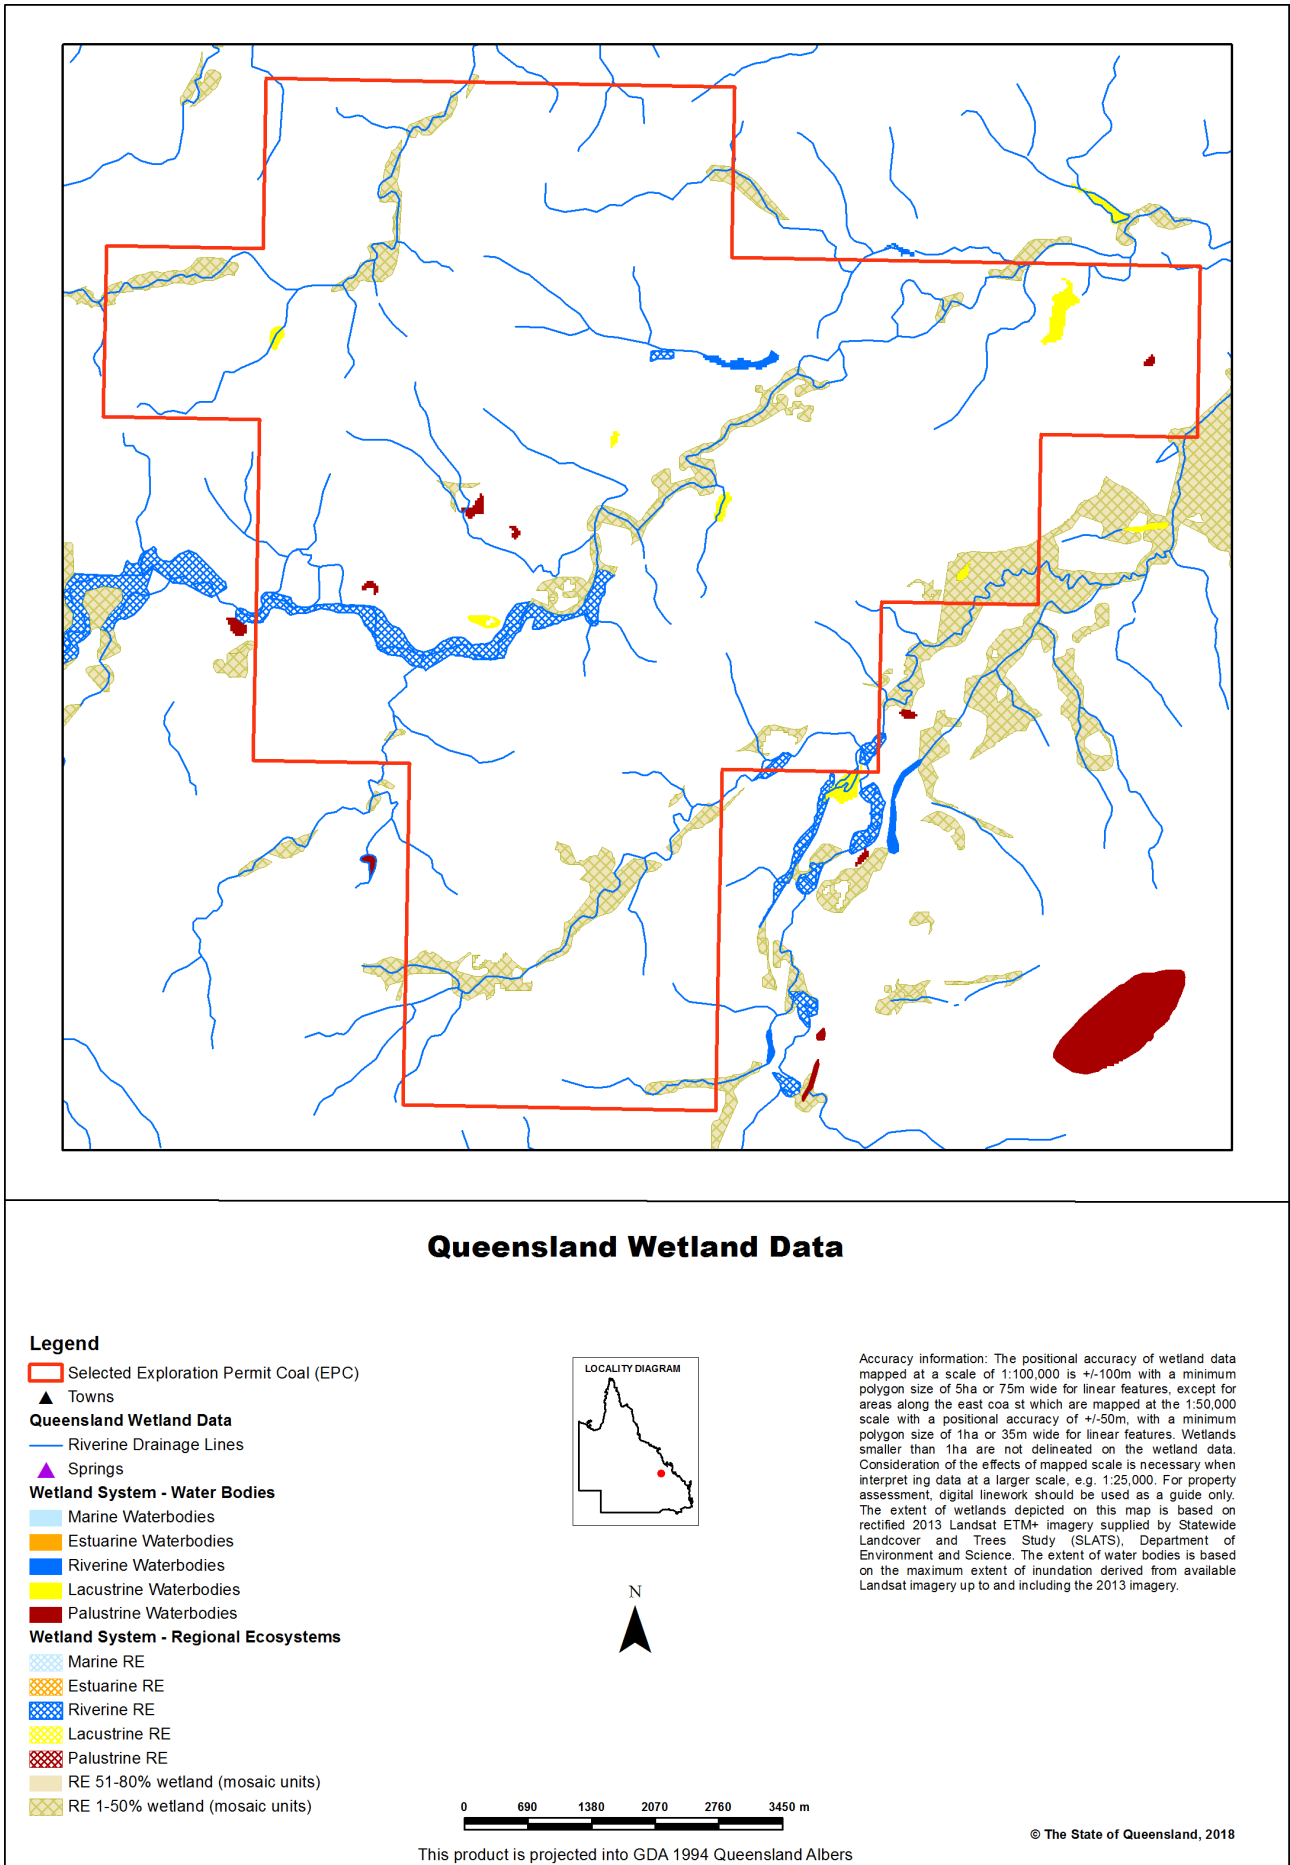 Queensland Wetland Data
Legend
Selected Exploration Permit Coal (EPC)
Towns
Queensland Wetland Data
Riverine Drainage Lines
Springs
Wetland System - Water Bodies
Marine Waterbodies
Estuarine Waterbodies
Riverine Waterbodies
Lacustrine Waterbodies
Palustrine Waterbodies
Wetland System - Regional Ecosystems
Marine RE
Estuarine RE
Riverine RE
Lacustrine RE
Palustrine RE
RE 51-80% wetland (mosaic units)
RE 1-50% wetland (mosaic units)
LOCALITY DIAGRAM
N
Accuracy information: The positional accuracy of wetland data
mapped at a scale of 1:100,000 is +/-100m with a minimum
polygon size of 5ha or 75m wide for linear features, except for
areas along the east coa st which are mapped at the 1:50,000
scale with a positional accuracy of +/-50m, with a minimum
polygon size of 1ha or 35m wide for linear features. Wetlands
smaller than 1ha are not delineated on the wetland data.
Consideration of the effects of mapped scale is necessary when
interpret ing data at a larger scale, e.g. 1:25,000. For property
assessment, digital linework should be used as a guide only.
The extent of wetlands depicted on this map is based on
rectified 2013 Landsat ETM+ imagery supplied by Statewide
Landcover and Trees Study (SLATS), Department of
Environment and Science. The extent of water bodies is based
on the maximum extent of inundation derived from available
Landsat imagery up to and including the 2013 imagery.
0 690 1380 2070 2760 3450 m
This product is projected into GDA 1994 Queensland Albers
© The State of Queensland, 2018